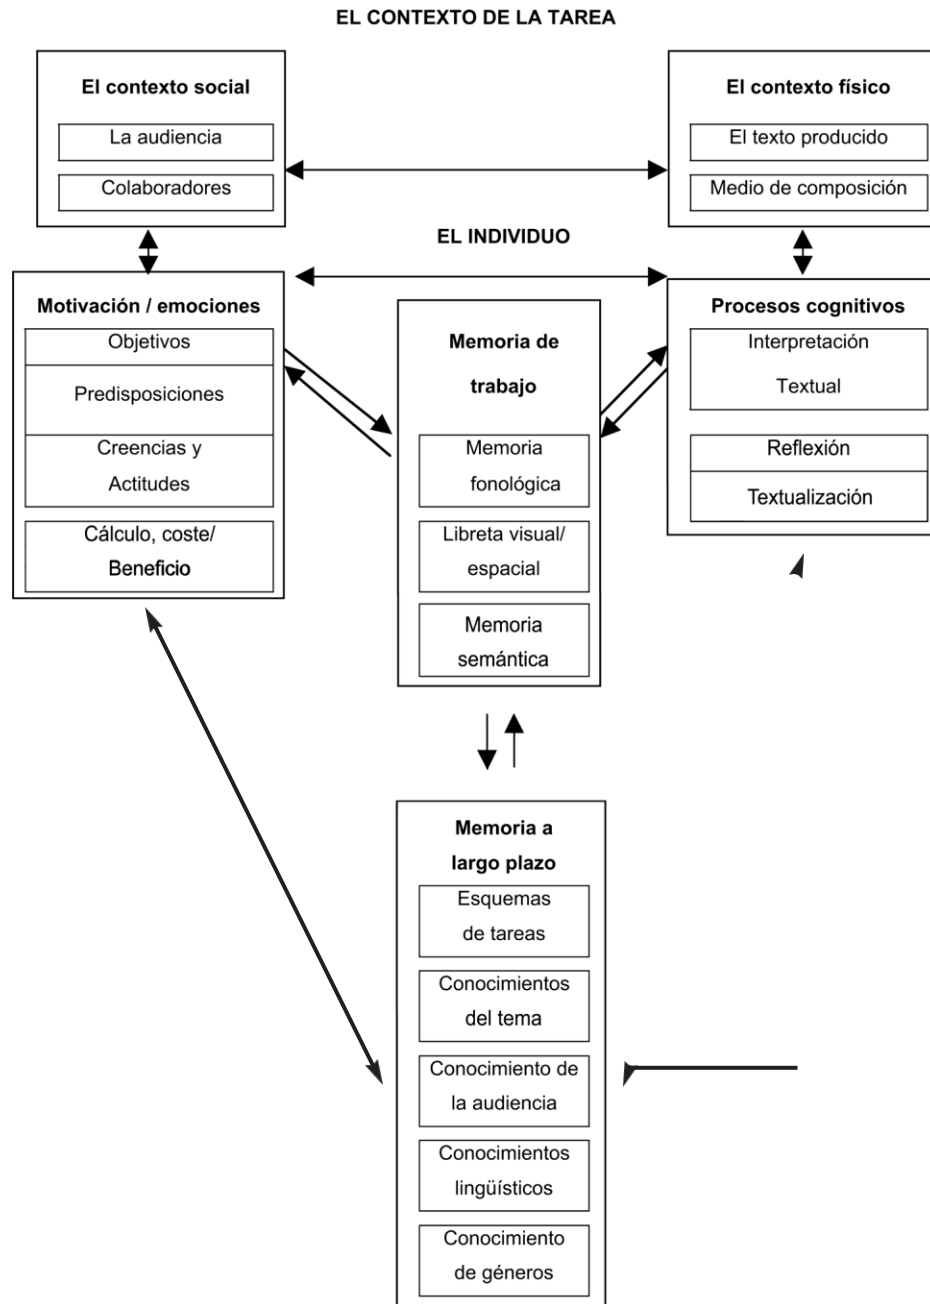 EL CONTEXTO DE LA TAREA
El contexto social
La audiencia
Colaboradores
El contexto físico
El texto producido
Medio de composición
EL INDIVIDUO
Motivación / emociones
Objetivos
Predisposiciones
Creencias y
Actitudes
Cálculo, coste/
Beneficio
Memoria de
trabajo
Memoria
fonológica
Libreta visual/
espacial
Memoria
semántica
Procesos cognitivos
Interpretación
Textual
Reflexión
Textualización
Memoria a
largo plazo
Esquemas
de tareas
Conocimientos
del tema
Conocimiento de
la audiencia
Conocimientos
lingüísticos
Conocimiento
de géneros